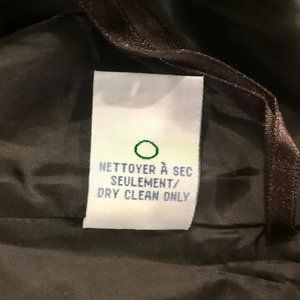 NETTOYER À SEC
SEULEMENT/
DRY CLEAN ONLY